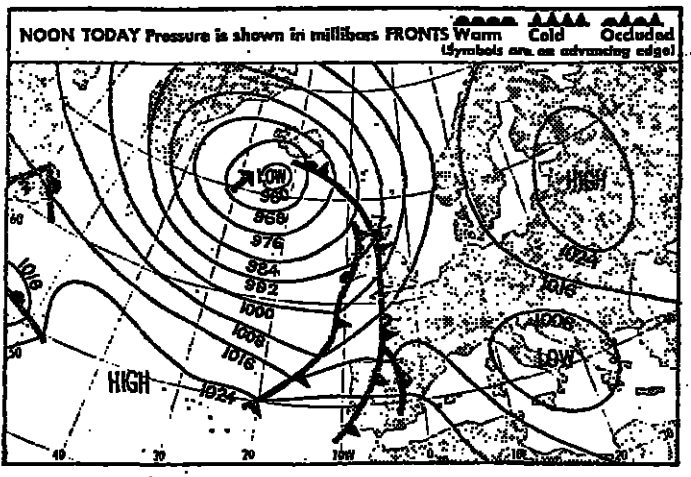 NOON TODAY Pressure is shown in millibars FRONTS Warm Cold Occluded
(Symbols are on advancing edge)
LOW
960
968
976
984
992
1000
1008
1016
1024
HIGH
HIGH
1024
1016
1008
LOW
1016
60
50
40
30
20
10W
0
10E
20